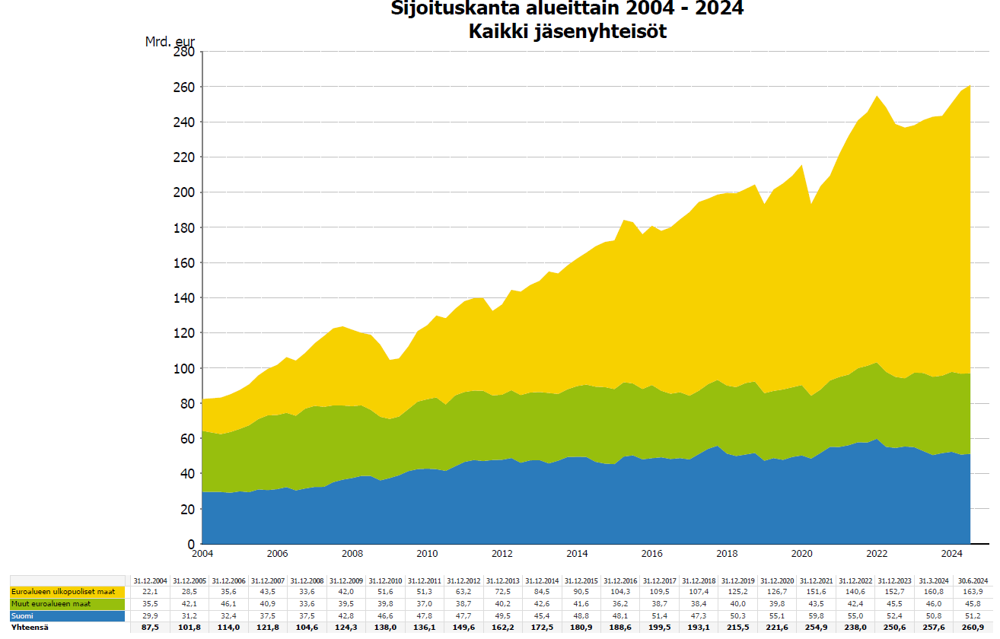 Sijoituskanta alueittain 2004 - 2024
Kaikki jäsenyhteisöt
Mrd. eur
280
260
240
220
200
180
160
140
120
100
80
60
40
20
0
2004 2006 2008 2010 2012 2014 2016 2018 2020 2022 2024
31.12.2004 31.12.2005 31.12.2006 31.12.2007 31.12.2008 31.12.2009 31.12.2010 31.12.2011 31.12.2012 31.12.2013 31.12.2014 31.12.2015 31.12.2016 31.12.2017 31.12.2018 31.12.2019 31.12.2020 31.12.2021 31.12.2022 31.12.2023 31.3.2024 30.6.2024
Euroalueen ulkopuoliset maat 22,1 28,5 35,6 43,5 33,6 42,0 51,6 51,3 63,2 72,5 84,5 90,5 104,3 109,5 107,4 125,2 126,7 151,6 140,6 152,7 160,8 163,9
Muut euroalueen maat 35,5 42,1 46,1 40,9 33,6 39,5 39,8 37,0 38,7 40,2 42,6 41,6 36,2 38,7 38,4 40,0 39,8 43,5 42,4 45,5 46,0 45,8
Suomi 29,9 31,2 32,4 37,5 37,5 42,8 46,6 47,8 47,7 49,5 45,4 48,8 48,1 51,4 47,3 50,3 55,1 59,8 55,0 52,4 50,8 51,2
Yhteensä 87,5 101,8 114,0 121,8 104,6 124,3 138,0 136,1 149,6 162,2 172,5 180,9 188,6 199,5 193,1 215,5 221,6 254,9 238,0 250,6 257,6 260,9